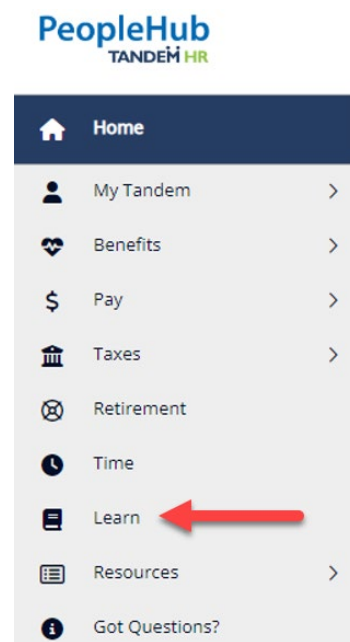 PeopleHub
TANDEM HR
Home
My Tandem
Benefits
Pay
Taxes
Retirement
Time
Learn
Resources
Got Questions?